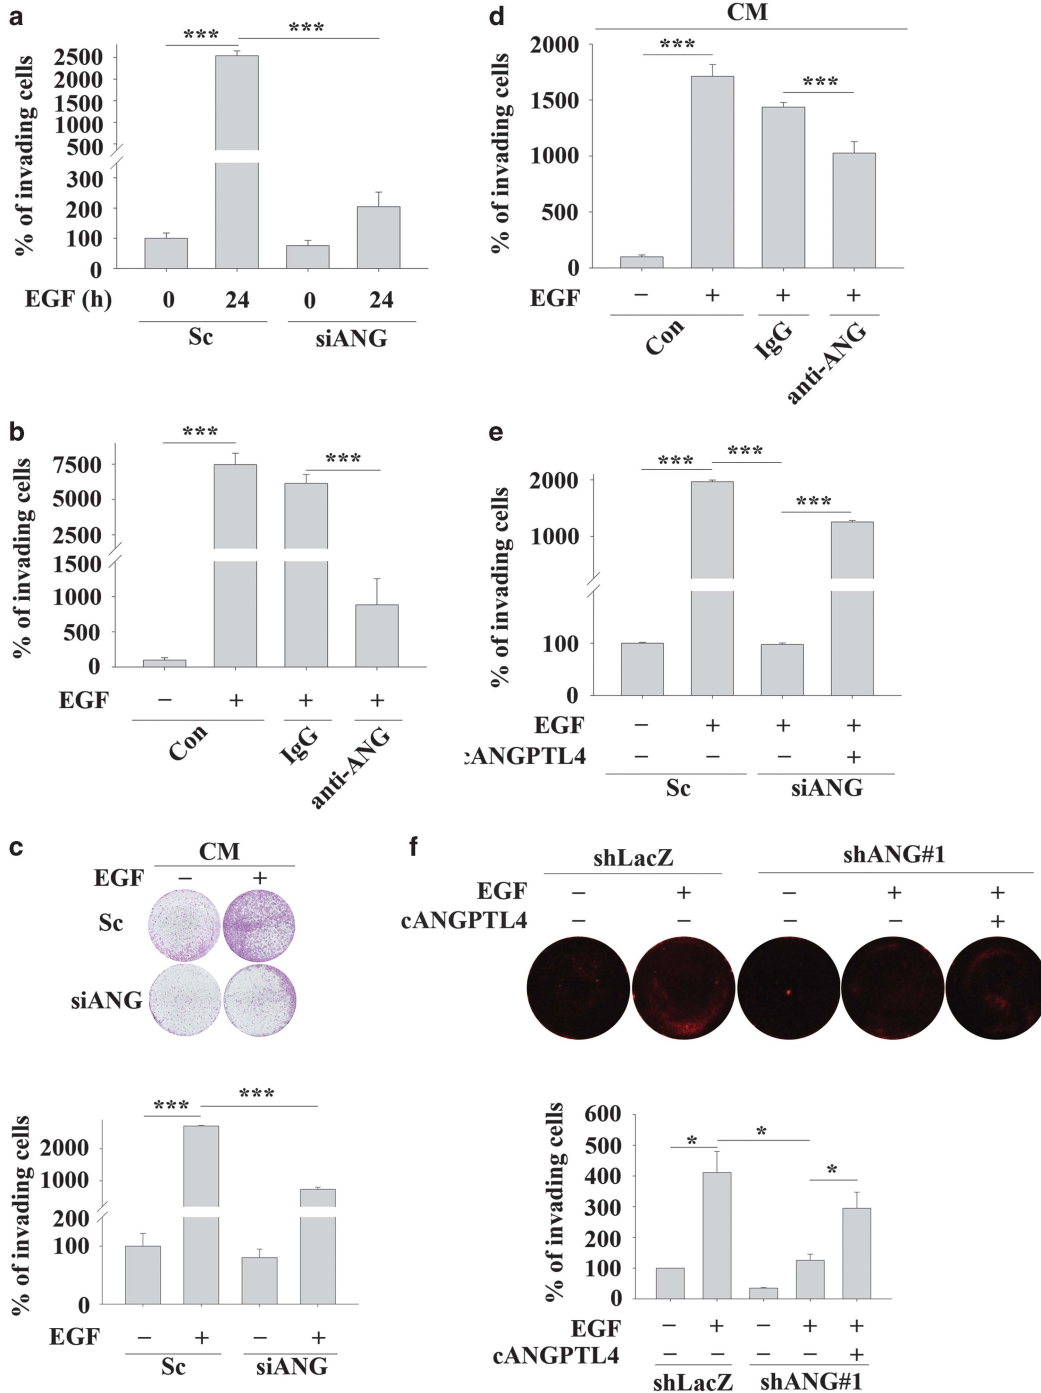 a
% of invading cells
*** ***
2500
2000
1500
1000
500
300
200
100
0
EGF (h) 0 24 0 24
Sc siANG
b
% of invading cells
*** ***
7500
5000
2500
1500
1000
500
0
EGF − + + +
Con IgG anti-ANG
c
CM
EGF − +
Sc
siANG
% of invading cells
*** ***
2000
1000
200
100
0
EGF − + − +
Sc siANG
d
CM
% of invading cells
*** ***
2000
1500
1000
500
0
EGF − + + +
Con IgG anti-ANG
e
% of invading cells
*** *** ***
2000
1000
100
0
EGF − + + +
cANGPTL4 − − − +
Sc siANG
f
shLacZ shANG#1
EGF − + − + +
cANGPTL4 − − − − +
% of invading cells
* * *
600
500
400
300
200
100
0
EGF − + − + +
cANGPTL4 − − − − +
shLacZ shANG#1